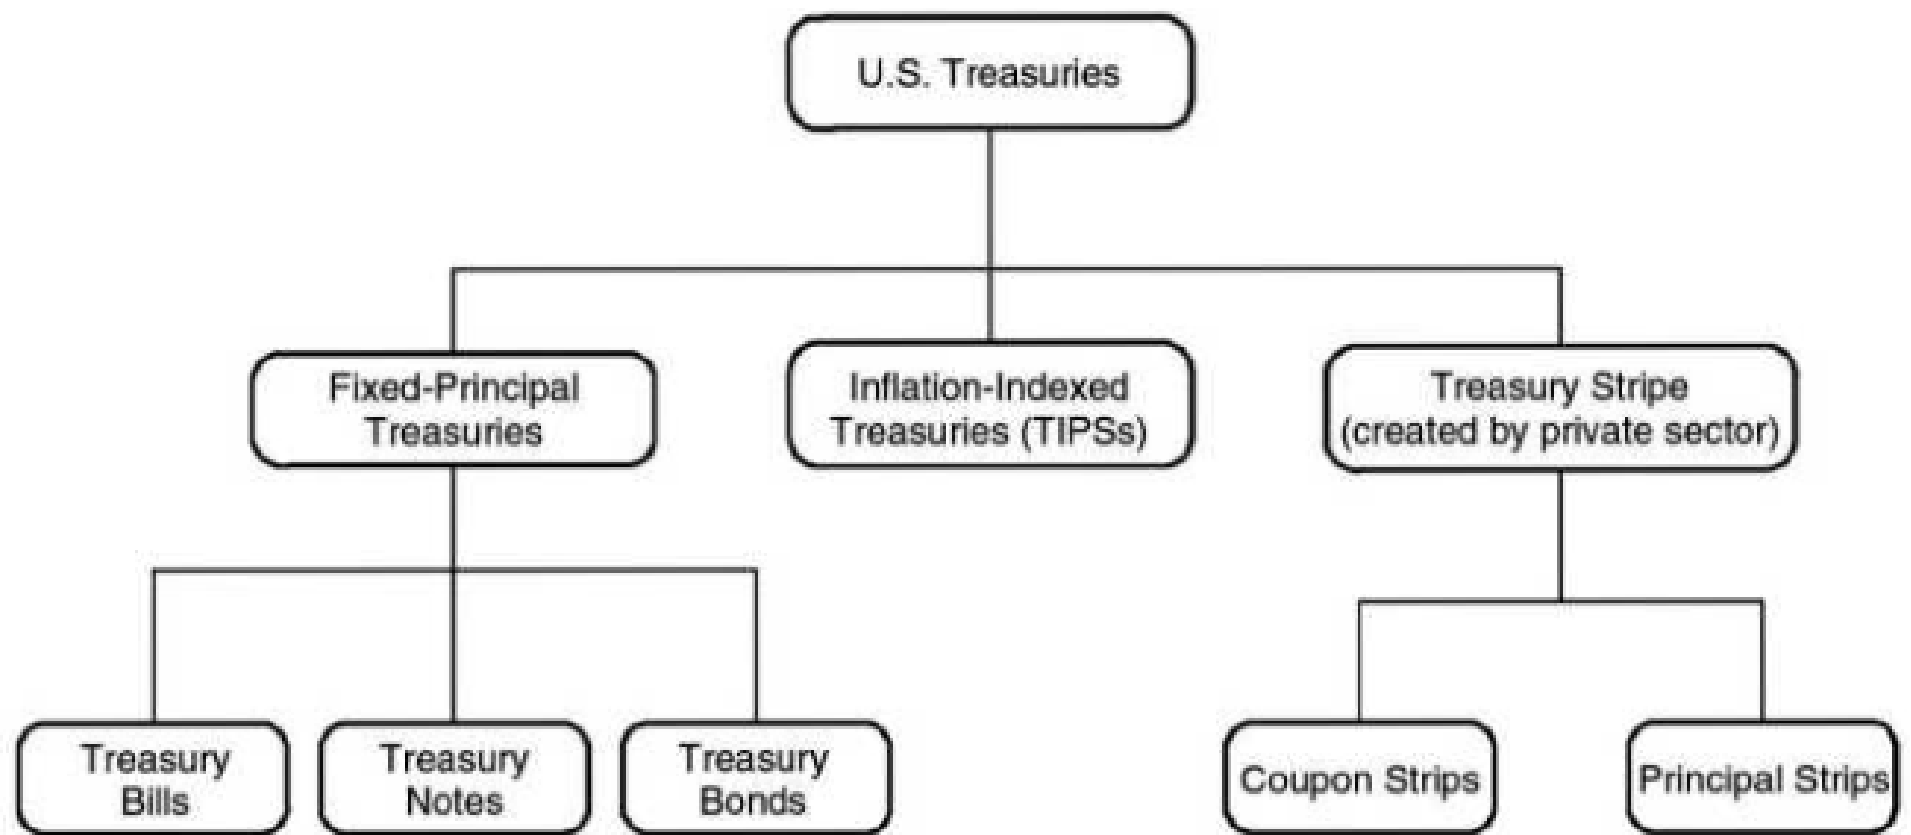 U.S. Treasuries
Fixed-Principal
Treasuries
Inflation-Indexed
Treasuries (TIPSs)
Treasury Stripe
(created by private sector)
Treasury
Bills
Treasury
Notes
Treasury
Bonds
Coupon Strips
Principal Strips